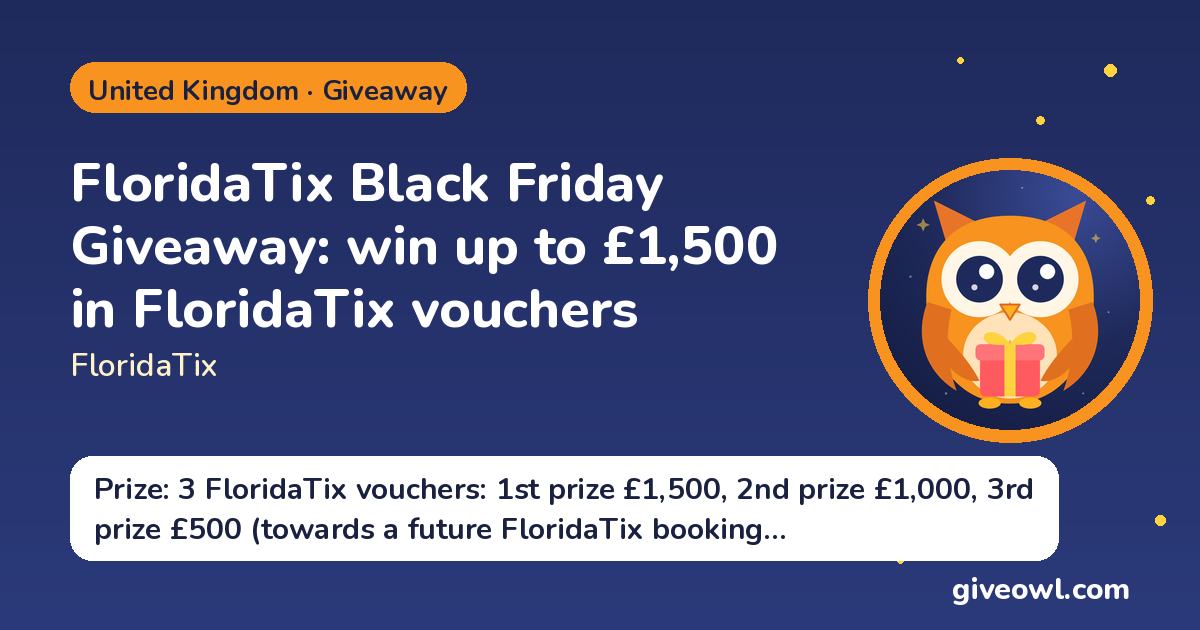 United Kingdom · Giveaway
FloridaTix Black Friday
Giveaway: win up to £1,500
in FloridaTix vouchers
FloridaTix
Prize: 3 FloridaTix vouchers: 1st prize £1,500, 2nd prize £1,000, 3rd
prize £500 (towards a future FloridaTix booking...
giveowl.com